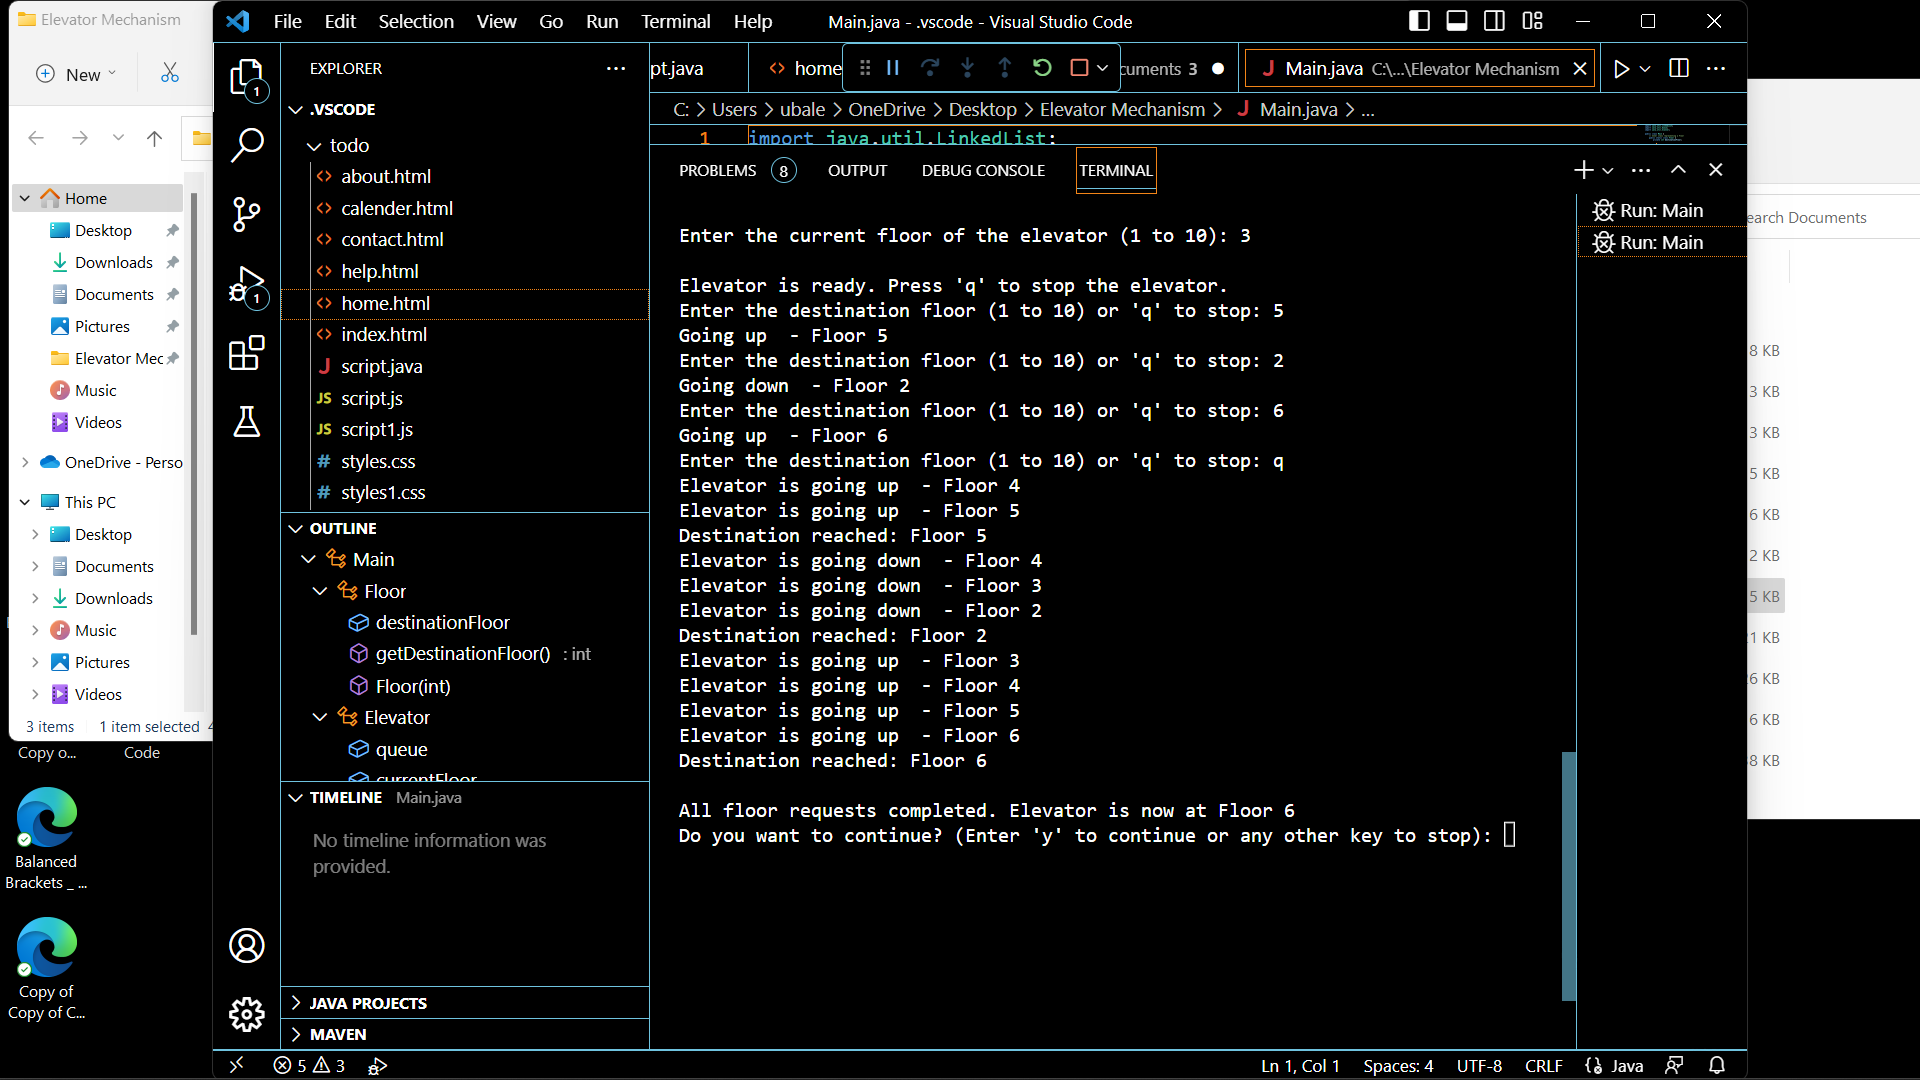 Elevator Mechanism
New
Home
Desktop
Downloads
Documents
Pictures
Elevator Mec
Music
Videos
OneDrive - Perso
This PC
Desktop
Documents
Downloads
Music
Pictures
Videos
3 items 1 item selected 4
Copy o...
Code
Balanced
Brackets _ ...
Copy of
Copy of C...
File Edit Selection View Go Run Terminal Help
Main.java - .vscode - Visual Studio Code
EXPLORER
1
1
.VSCODE
todo
about.html
calender.html
contact.html
help.html
home.html
index.html
script.java
JS script.js
JS script1.js
# styles.css
# styles1.css
OUTLINE
Main
Floor
destinationFloor
getDestinationFloor() : int
Floor(int)
Elevator
queue
currentFloor
TIMELINE Main.java
No timeline information was
provided.
JAVA PROJECTS
MAVEN
pt.java
home
cuments 3
J Main.java C:\...\Elevator Mechanism
C: > Users > ubale > OneDrive > Desktop > Elevator Mechanism > J Main.java > ...
1 import java.util.LinkedList;
PROBLEMS 8 OUTPUT DEBUG CONSOLE TERMINAL
Enter the current floor of the elevator (1 to 10): 3
Elevator is ready. Press 'q' to stop the elevator.
Enter the destination floor (1 to 10) or 'q' to stop: 5
Going up  - Floor 5
Enter the destination floor (1 to 10) or 'q' to stop: 2
Going down  - Floor 2
Enter the destination floor (1 to 10) or 'q' to stop: 6
Going up  - Floor 6
Enter the destination floor (1 to 10) or 'q' to stop: q
Elevator is going up  - Floor 4
Elevator is going up  - Floor 5
Destination reached: Floor 5
Elevator is going down  - Floor 4
Elevator is going down  - Floor 3
Elevator is going down  - Floor 2
Destination reached: Floor 2
Elevator is going up  - Floor 3
Elevator is going up  - Floor 4
Elevator is going up  - Floor 5
Elevator is going up  - Floor 6
Destination reached: Floor 6
All floor requests completed. Elevator is now at Floor 6
Do you want to continue? (Enter 'y' to continue or any other key to stop):
Run: Main
Run: Main
5 3
Ln 1, Col 1 Spaces: 4 UTF-8 CRLF Java
earch Documents
8 KB
3 KB
3 KB
5 KB
6 KB
2 KB
5 KB
21 KB
26 KB
6 KB
38 KB